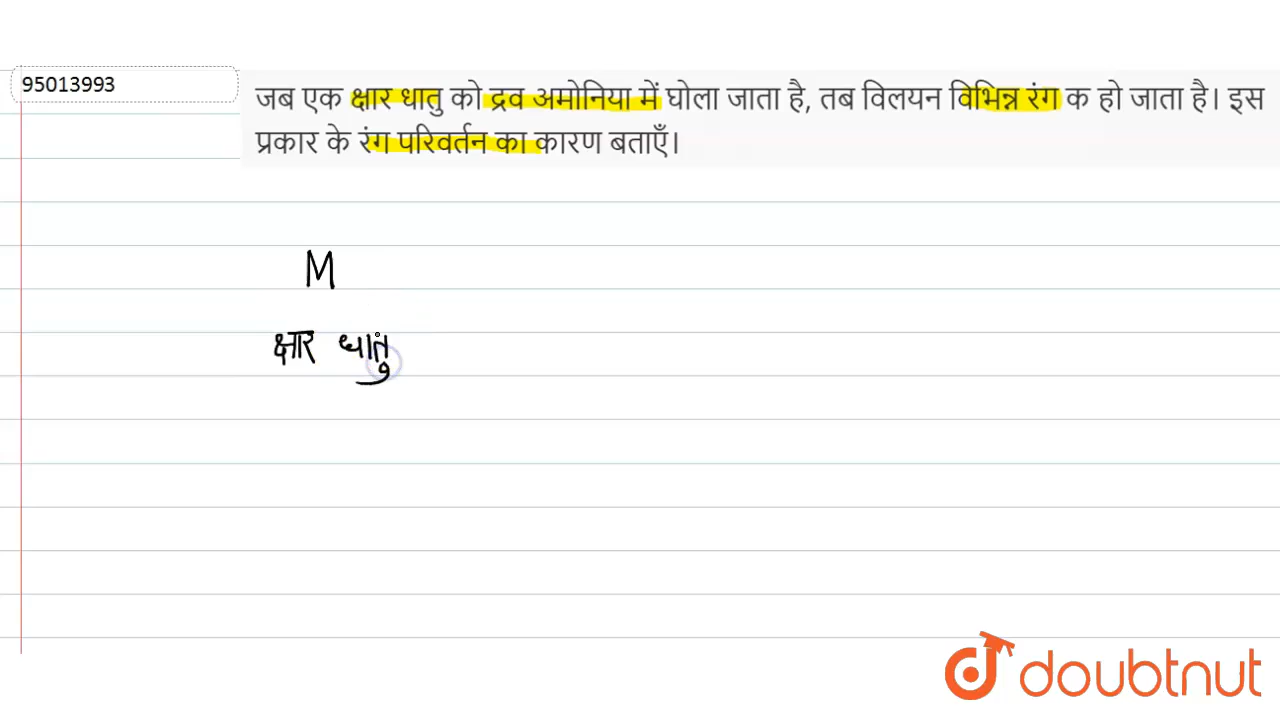 95013993
जब एक क्षार धातु को द्रव अमोनिया में घोला जाता है, तब विलयन विभिन्न रंग क हो जाता है। इस
प्रकार के रंग परिवर्तन का कारण बताएँ।
M
क्षार धातु
doubtnut